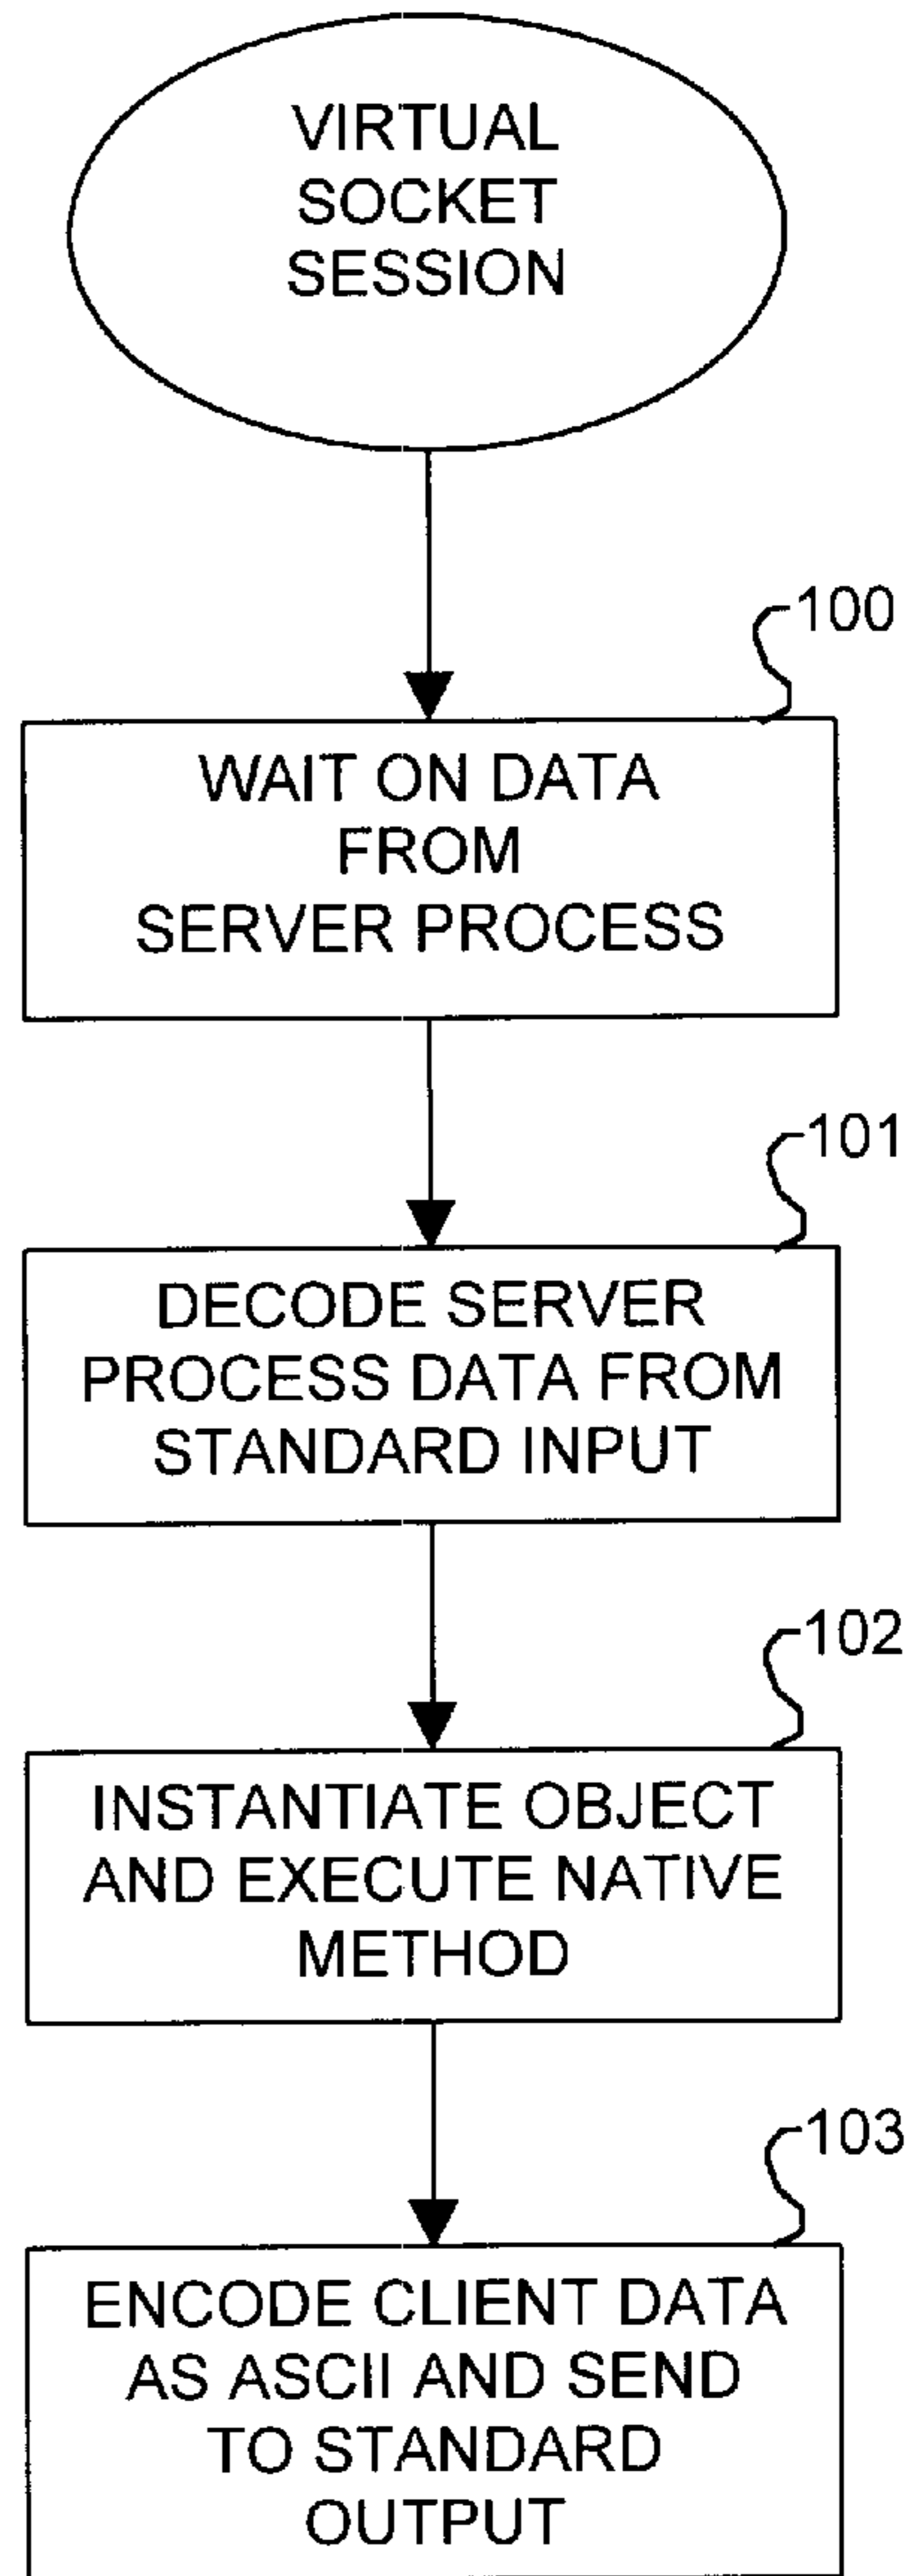 VIRTUAL
SOCKET
SESSION
100
WAIT ON DATA
FROM
SERVER PROCESS
101
DECODE SERVER
PROCESS DATA FROM
STANDARD INPUT
102
INSTANTIATE OBJECT
AND EXECUTE NATIVE
METHOD
103
ENCODE CLIENT DATA
AS ASCII AND SEND
TO STANDARD
OUTPUT